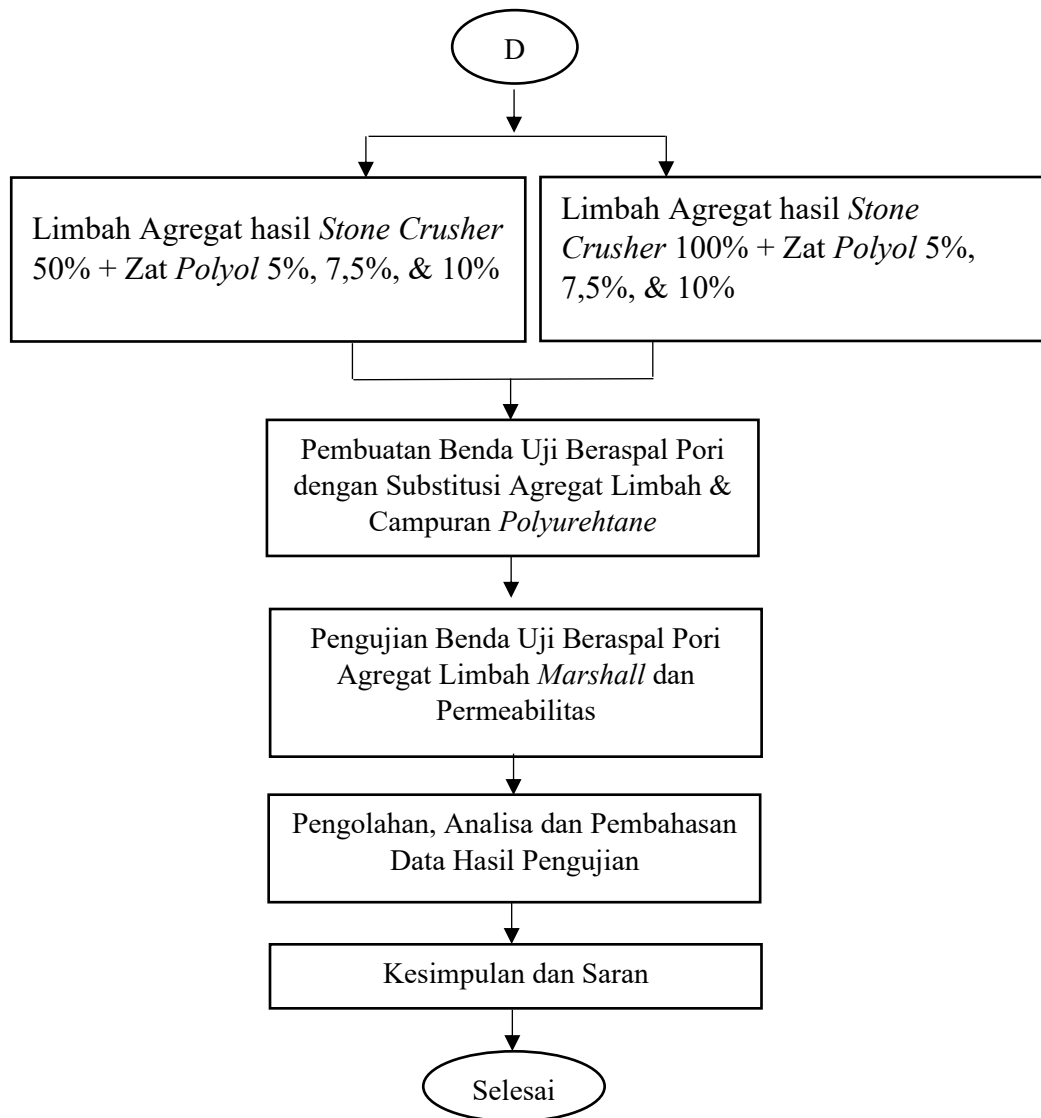 D
Limbah Agregat hasil Stone Crusher
50% + Zat Polyol 5%, 7,5%, & 10%
Limbah Agregat hasil Stone
Crusher 100% + Zat Polyol 5%,
7,5%, & 10%
Pembuatan Benda Uji Beraspal Pori
dengan Substitusi Agregat Limbah &
Campuran Polyurehtane
Pengujian Benda Uji Beraspal Pori
Agregat Limbah Marshall dan
Permeabilitas
Pengolahan, Analisa dan Pembahasan
Data Hasil Pengujian
Kesimpulan dan Saran
Selesai